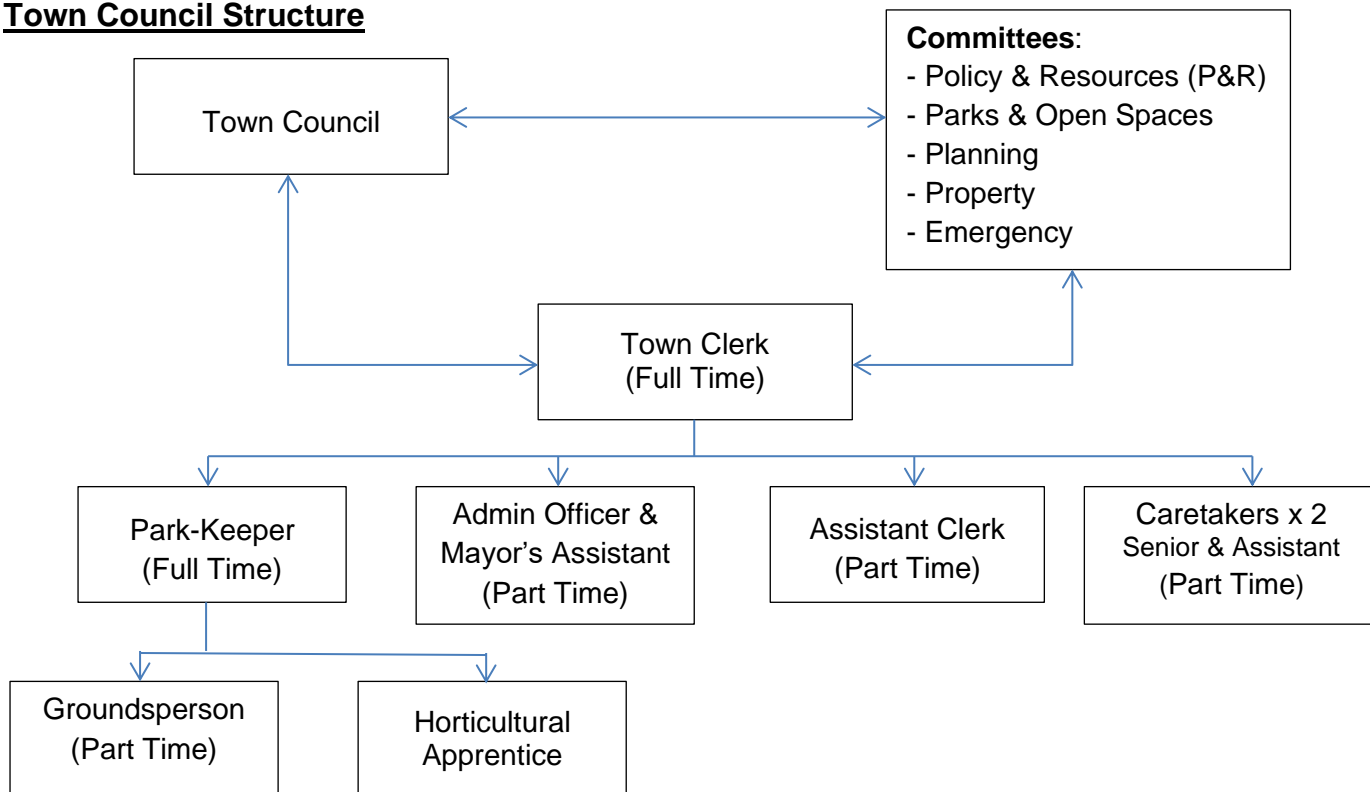 Town Council Structure
Town Council
Committees:
- Policy & Resources (P&R)
- Parks & Open Spaces
- Planning
- Property
- Emergency
Town Clerk
(Full Time)
Park-Keeper
(Full Time)
Admin Officer &
Mayor’s Assistant
(Part Time)
Assistant Clerk
(Part Time)
Caretakers x 2
Senior & Assistant
(Part Time)
Groundsperson
(Part Time)
Horticultural
Apprentice